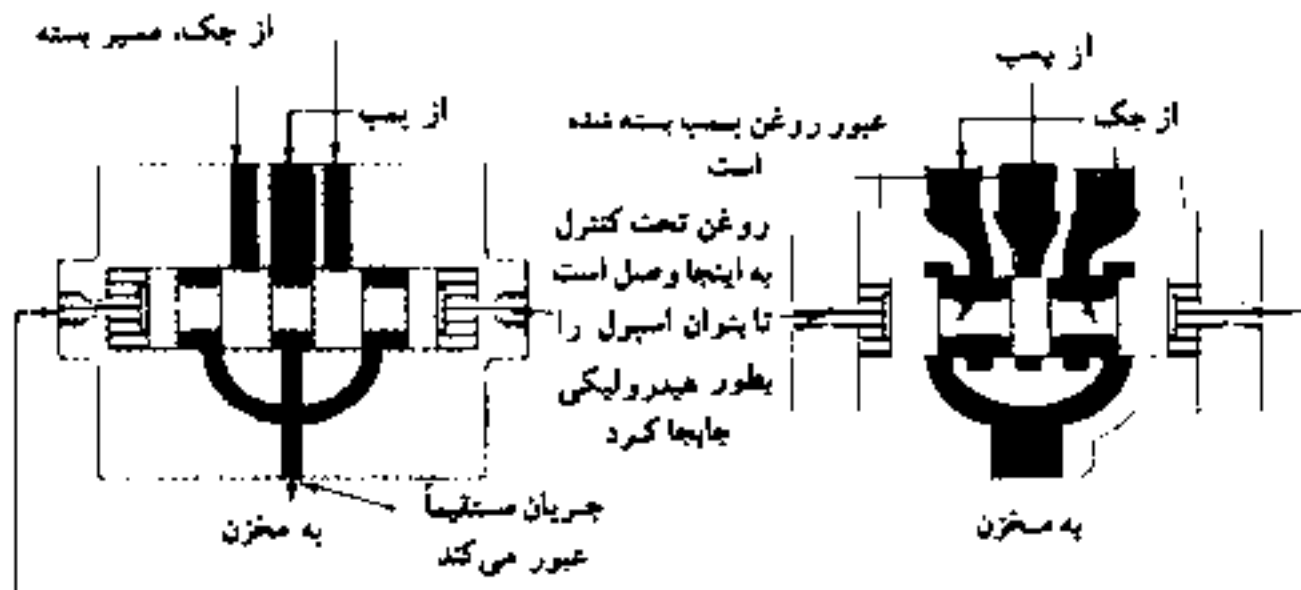 از جک، مسیر بسته
از پمپ
از پمپ
از جک
عبور روغن بسمب بسته شده
است
روغن تحت کنترل
به اینجا وصل است
تا بتوان اسپول را
بطور هیدرولیکی
جابجا کرد
جریان مستقیماً
عبور می‌کند
به مخزن
به مخزن